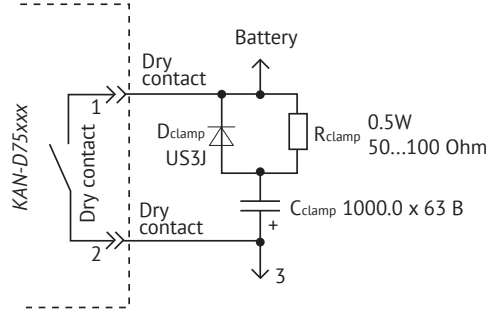 Battery
Dry
contact
1
KAN-D75xxx
Dry contact
Dclamp
US3J
Rclamp
0.5W
50...100 Ohm
Dry
contact
2
Cclamp 1000.0 x 63 B
+
3